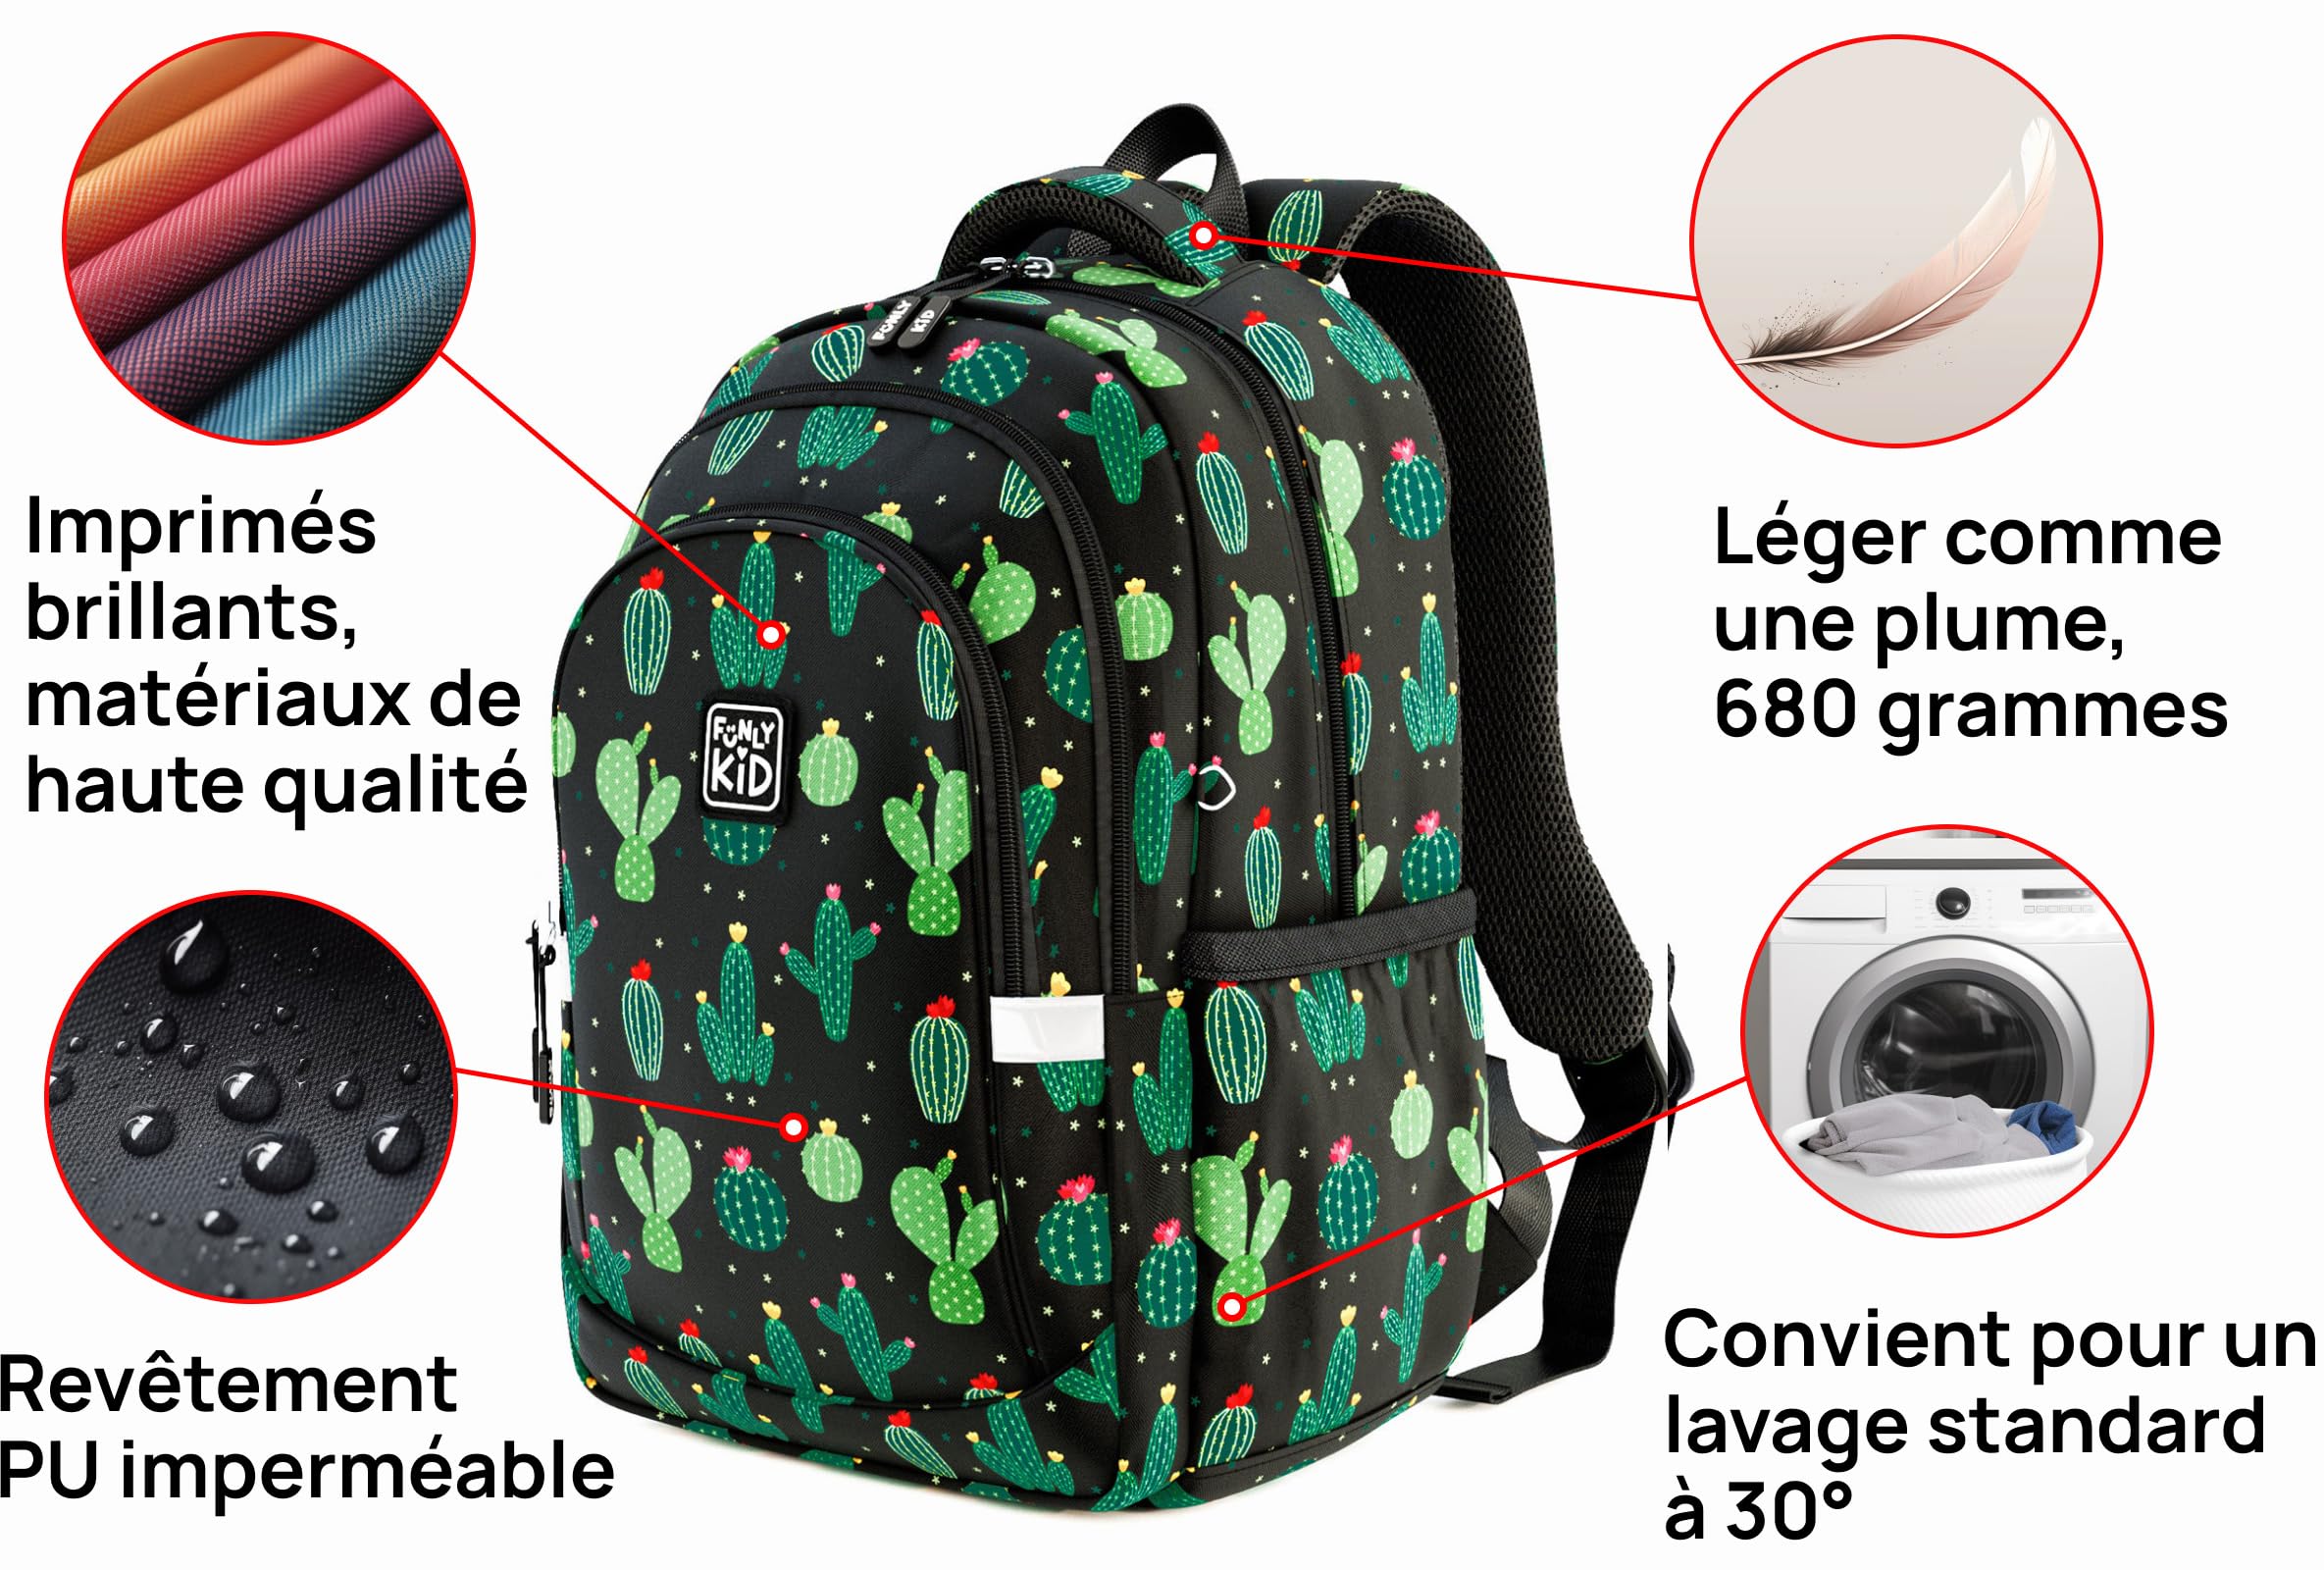 Imprimés
brillants,
matériaux de
haute qualité
Léger comme
une plume,
680 grammes
FUNLY
KID
FUNLY
KID
Revêtement
PU imperméable
Convient pour un
lavage standard
à 30°